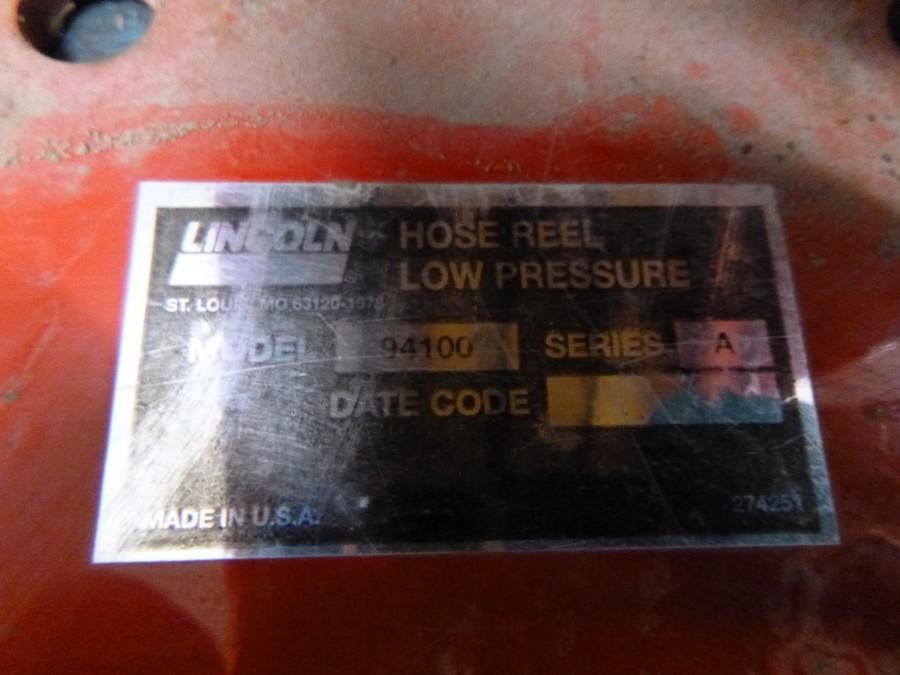 LINCOLN HOSE REEL
LOW PRESSURE
ST. LOUIS MO 63120-1578
MODEL 94100 SERIES A
DATE CODE
MADE IN U.S.A.
274251